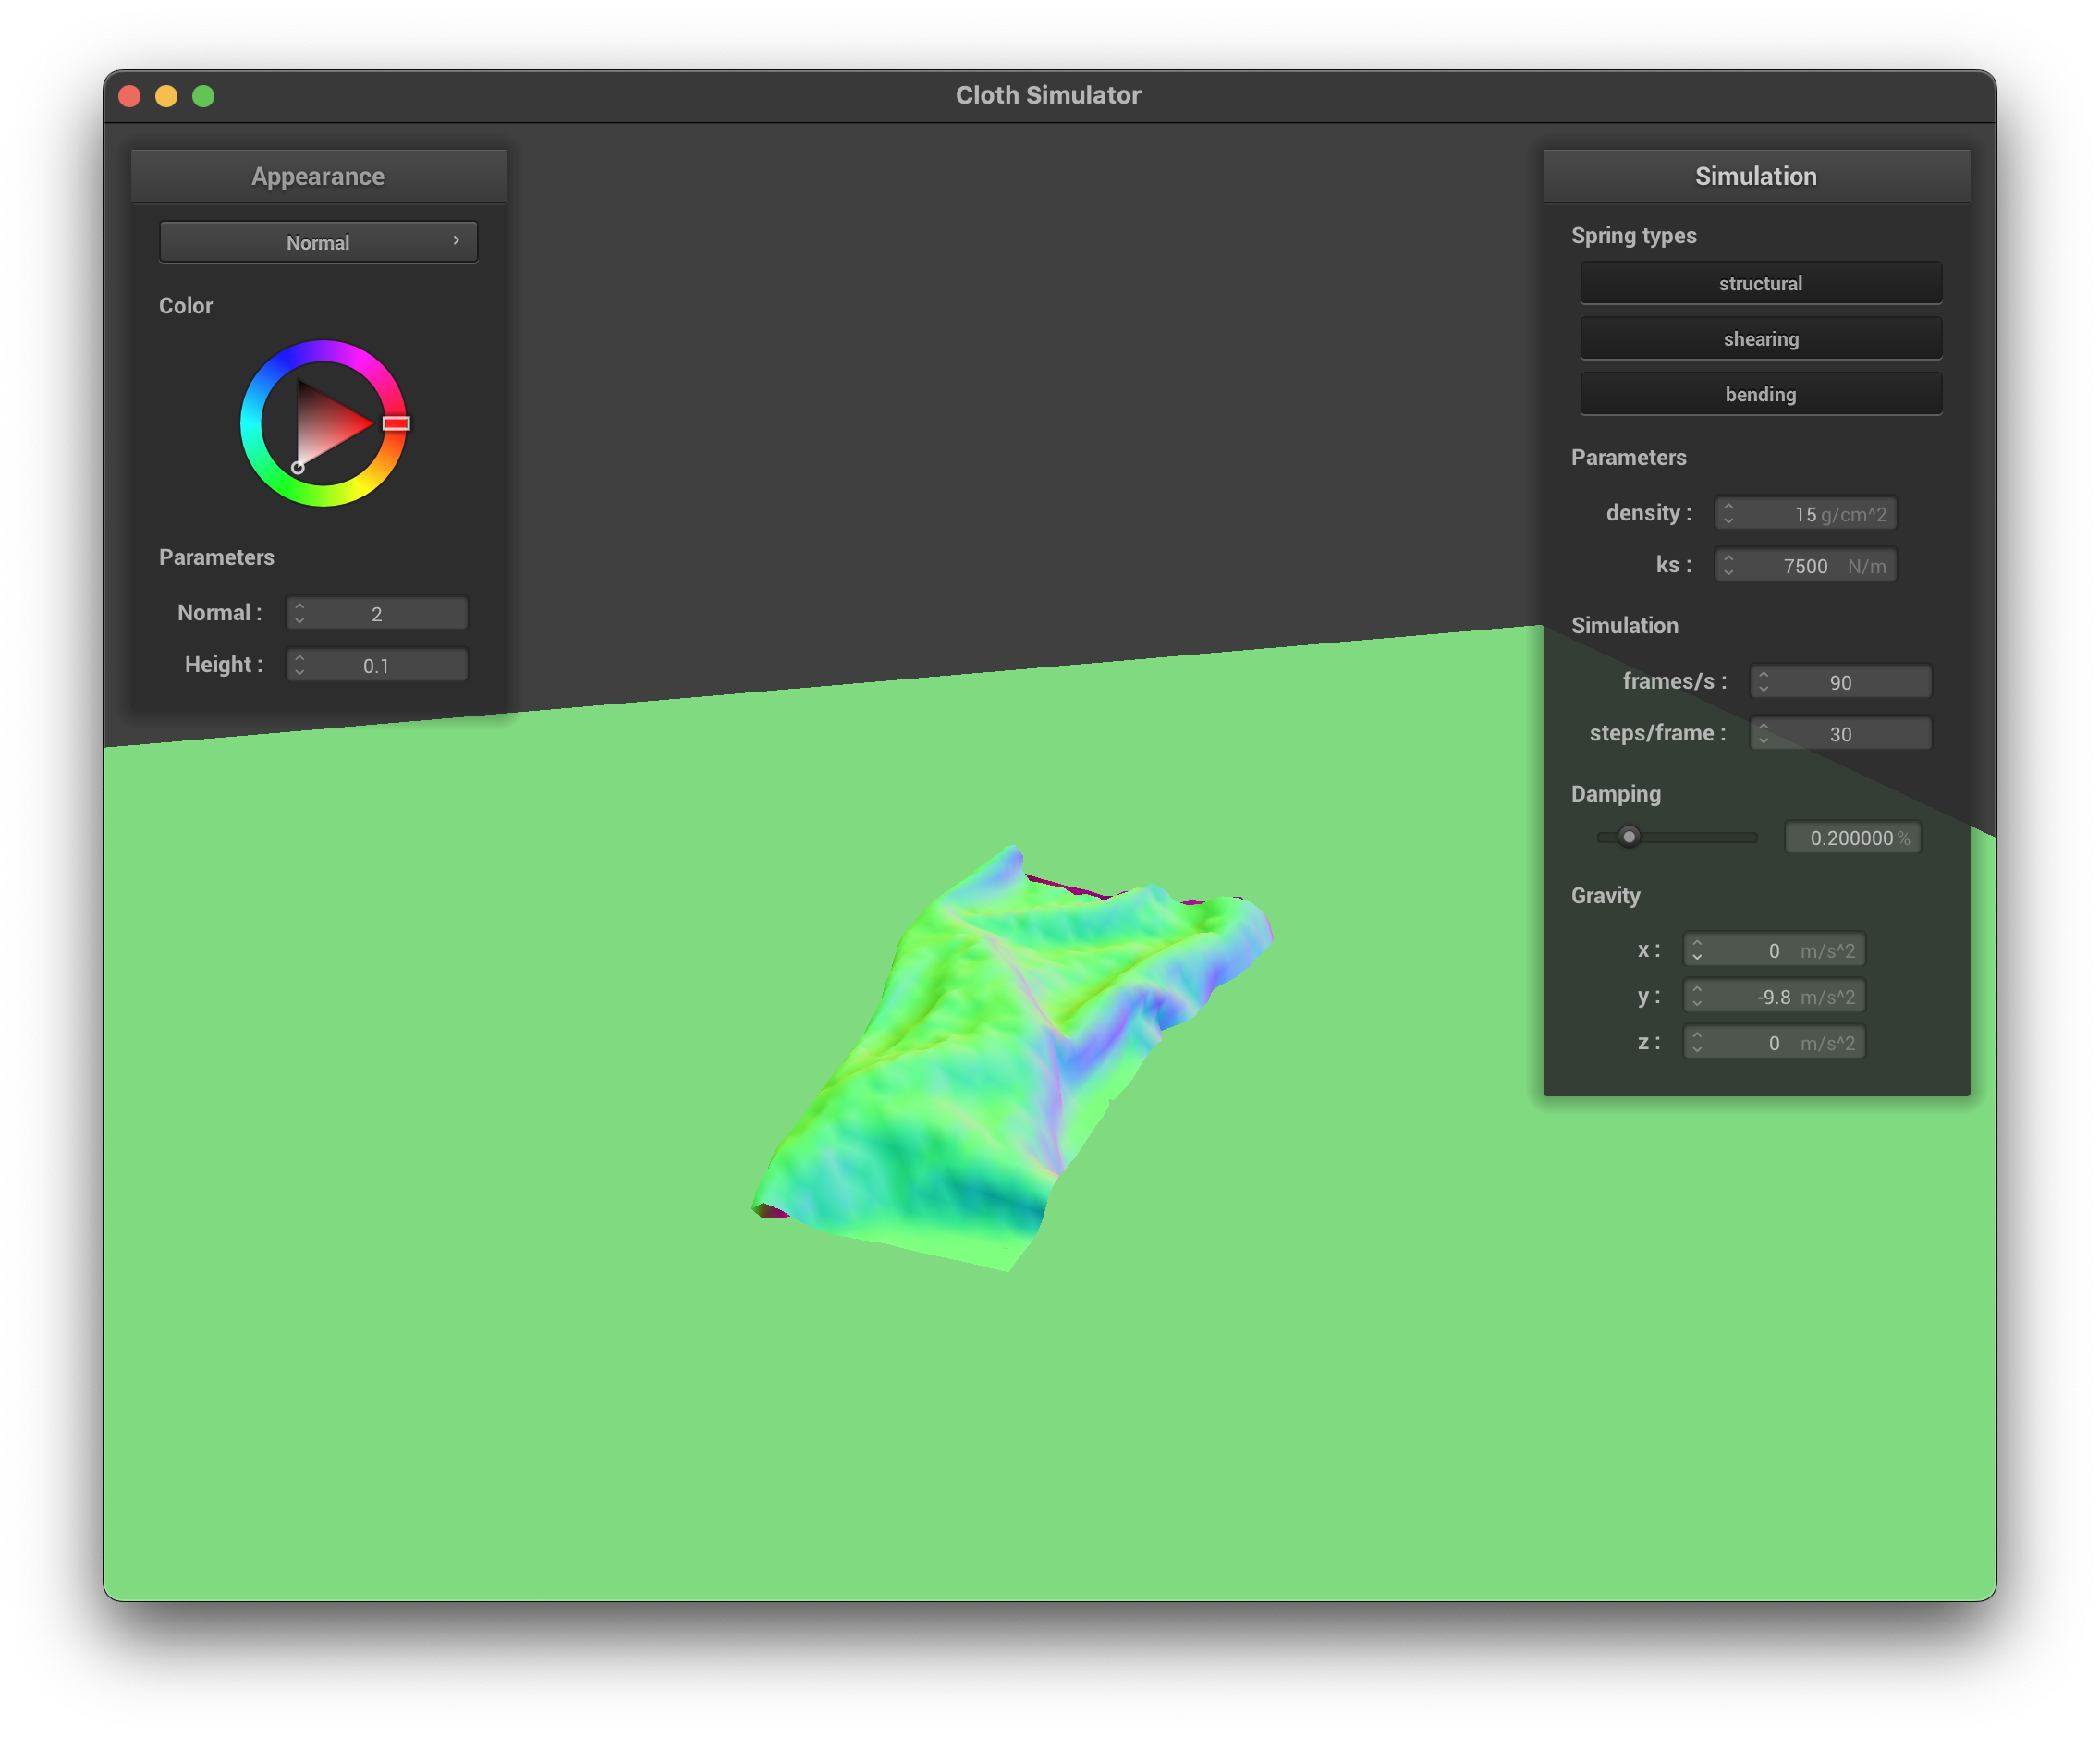 Cloth Simulator
Appearance
Normal
Color
Parameters
Normal :
2
Height :
0.1
Simulation
Spring types
structural
shearing
bending
Parameters
density :
15 g/cm^2
ks :
7500 N/m
Simulation
frames/s :
90
steps/frame :
30
Damping
0.200000 %
Gravity
x :
0 m/s^2
y :
-9.8 m/s^2
z :
0 m/s^2